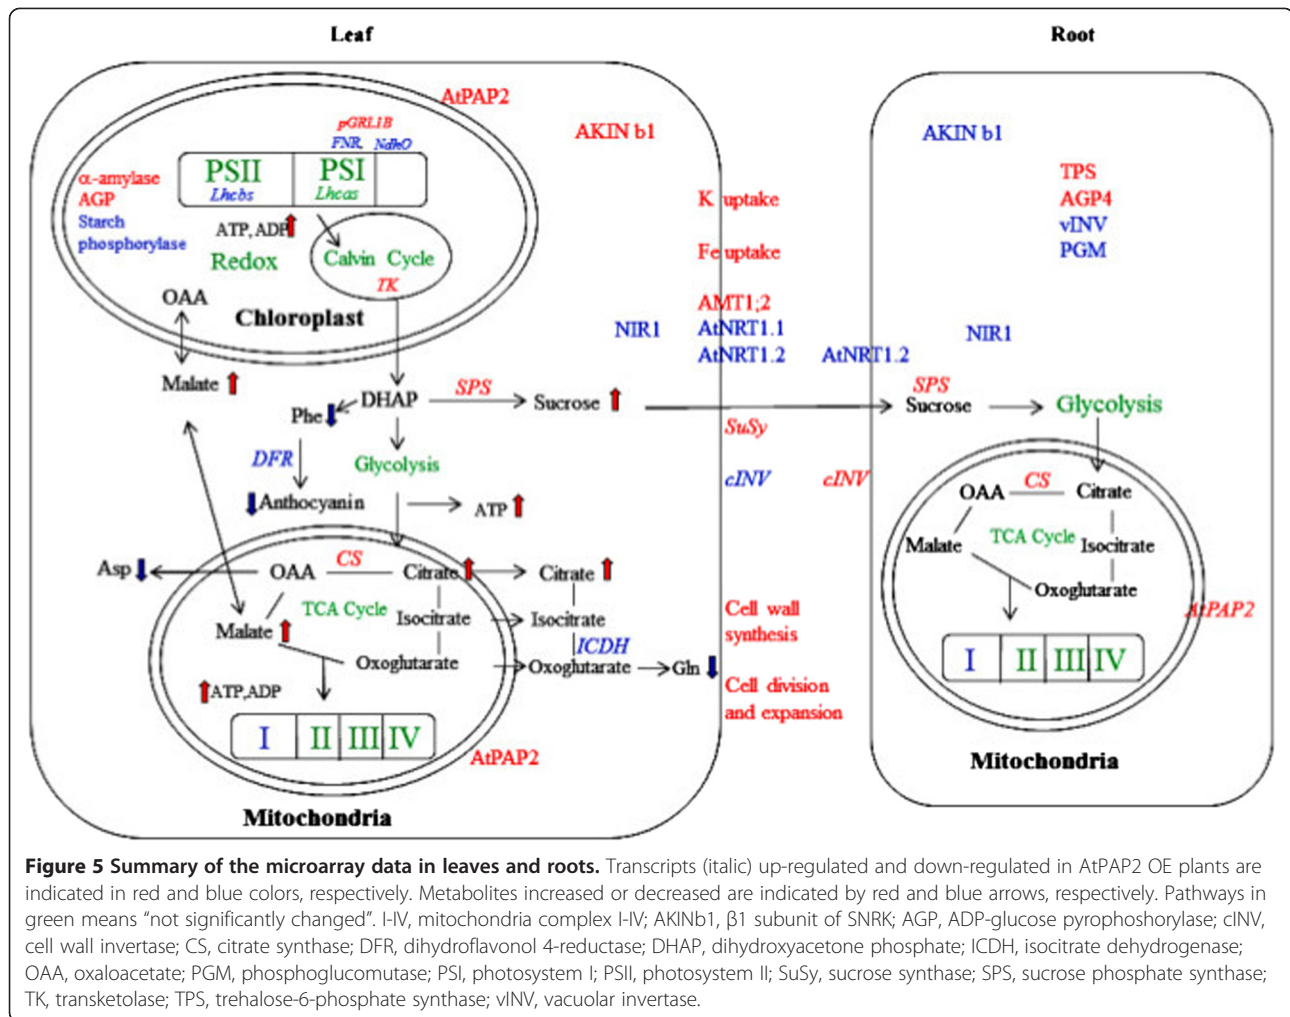 Leaf
Root
AtPAP2
pGRL1B
FNR, NdhO
AKIN b1
AKIN b1
PSII
PSI
Lhcbs
Lhcas
α-amylase
AGP
Starch
phosphorylase
ATP, ADP
Redox
Calvin Cycle
TK
OAA
Chloroplast
K uptake
Fe uptake
AMT1;2
NIR1
AtNRT1.1
AtNRT1.2
AtNRT1.2
TPS
AGP4
vINV
PGM
NIR1
Malate
Phe
DHAP
SPS
Sucrose
SPS
Sucrose
Glycolysis
SuSy
DFR
Glycolysis
cINV
cINV
Anthocyanin
ATP
Asp
OAA
CS
Citrate
Citrate
TCA Cycle
Isocitrate
Isocitrate
Malate
ICDH
Oxoglutarate
Oxoglutarate
Gln
ATP,ADP
I II III IV
AtPAP2
Mitochondria
Cell wall
synthesis
Cell division
and expansion
OAA
CS
Citrate
TCA Cycle
Malate
Isocitrate
Oxoglutarate
AtPAP2
I II III IV
Mitochondria
Figure 5 Summary of the microarray data in leaves and roots. Transcripts (italic) up-regulated and down-regulated in AtPAP2 OE plants are
indicated in red and blue colors, respectively. Metabolites increased or decreased are indicated by red and blue arrows, respectively. Pathways in
green means “not significantly changed”. I-IV, mitochondria complex I-IV; AKINb1, β1 subunit of SNRK; AGP, ADP-glucose pyrophoshorylase; cINV,
cell wall invertase; CS, citrate synthase; DFR, dihydroflavonol 4-reductase; DHAP, dihydroxyacetone phosphate; ICDH, isocitrate dehydrogenase;
OAA, oxaloacetate; PGM, phosphoglucomutase; PSI, photosystem I; PSII, photosystem II; SuSy, sucrose synthase; SPS, sucrose phosphate synthase;
TK, transketolase; TPS, trehalose-6-phosphate synthase; vINV, vacuolar invertase.